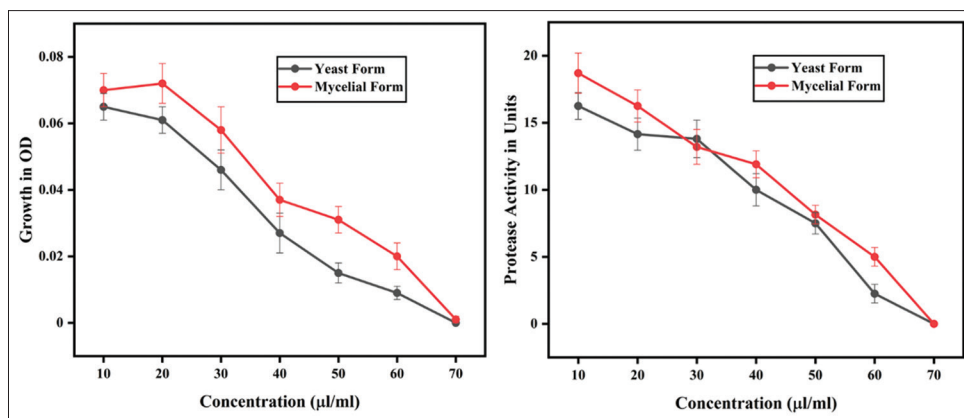 Growth in OD
0.08
0.06
0.04
0.02
0
Yeast Form
Mycelial Form
10 20 30 40 50 60 70
Concentration (μl/ml)
Protease Activity in Units
20
15
10
5
0
Yeast Form
Mycelial Form
10 20 30 40 50 60 70
Concentration (μl/ml)